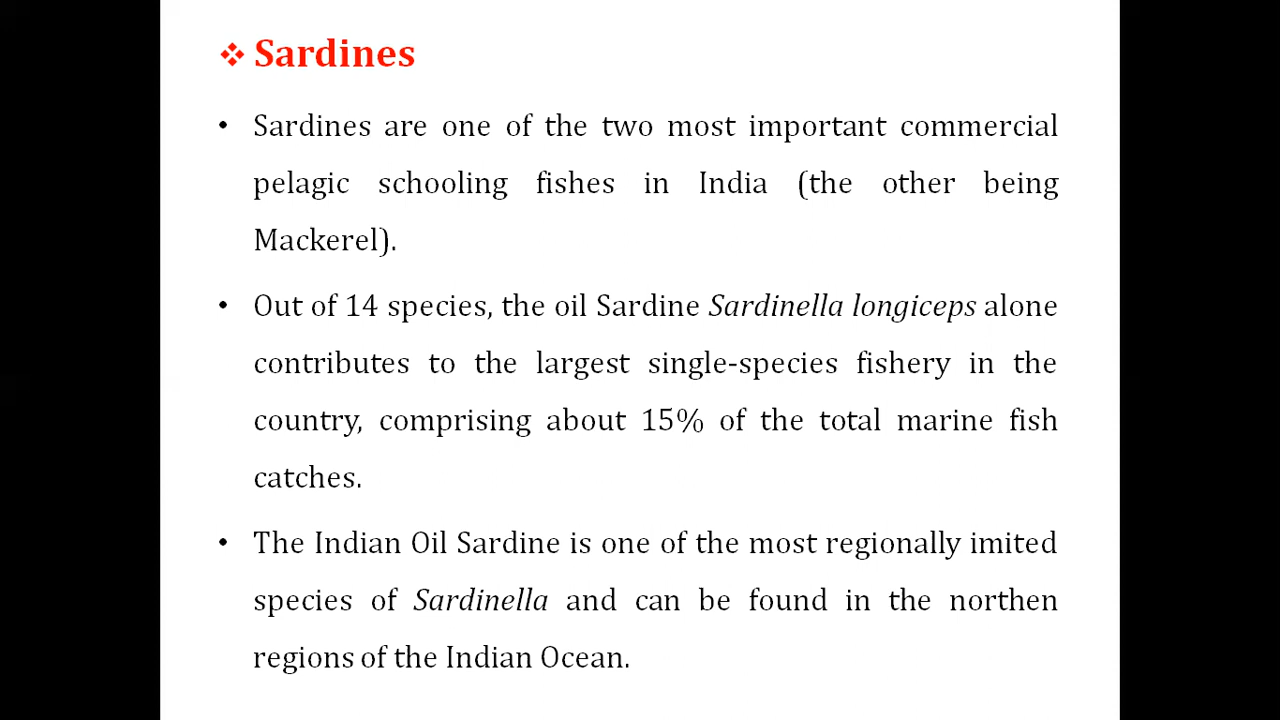 ❖ Sardines
• Sardines are one of the two most important commercial
pelagic schooling fishes in India (the other being
Mackerel).
• Out of 14 species, the oil Sardine Sardinella longiceps alone
contributes to the largest single-species fishery in the
country, comprising about 15% of the total marine fish
catches.
• The Indian Oil Sardine is one of the most regionally imited
species of Sardinella and can be found in the northen
regions of the Indian Ocean.